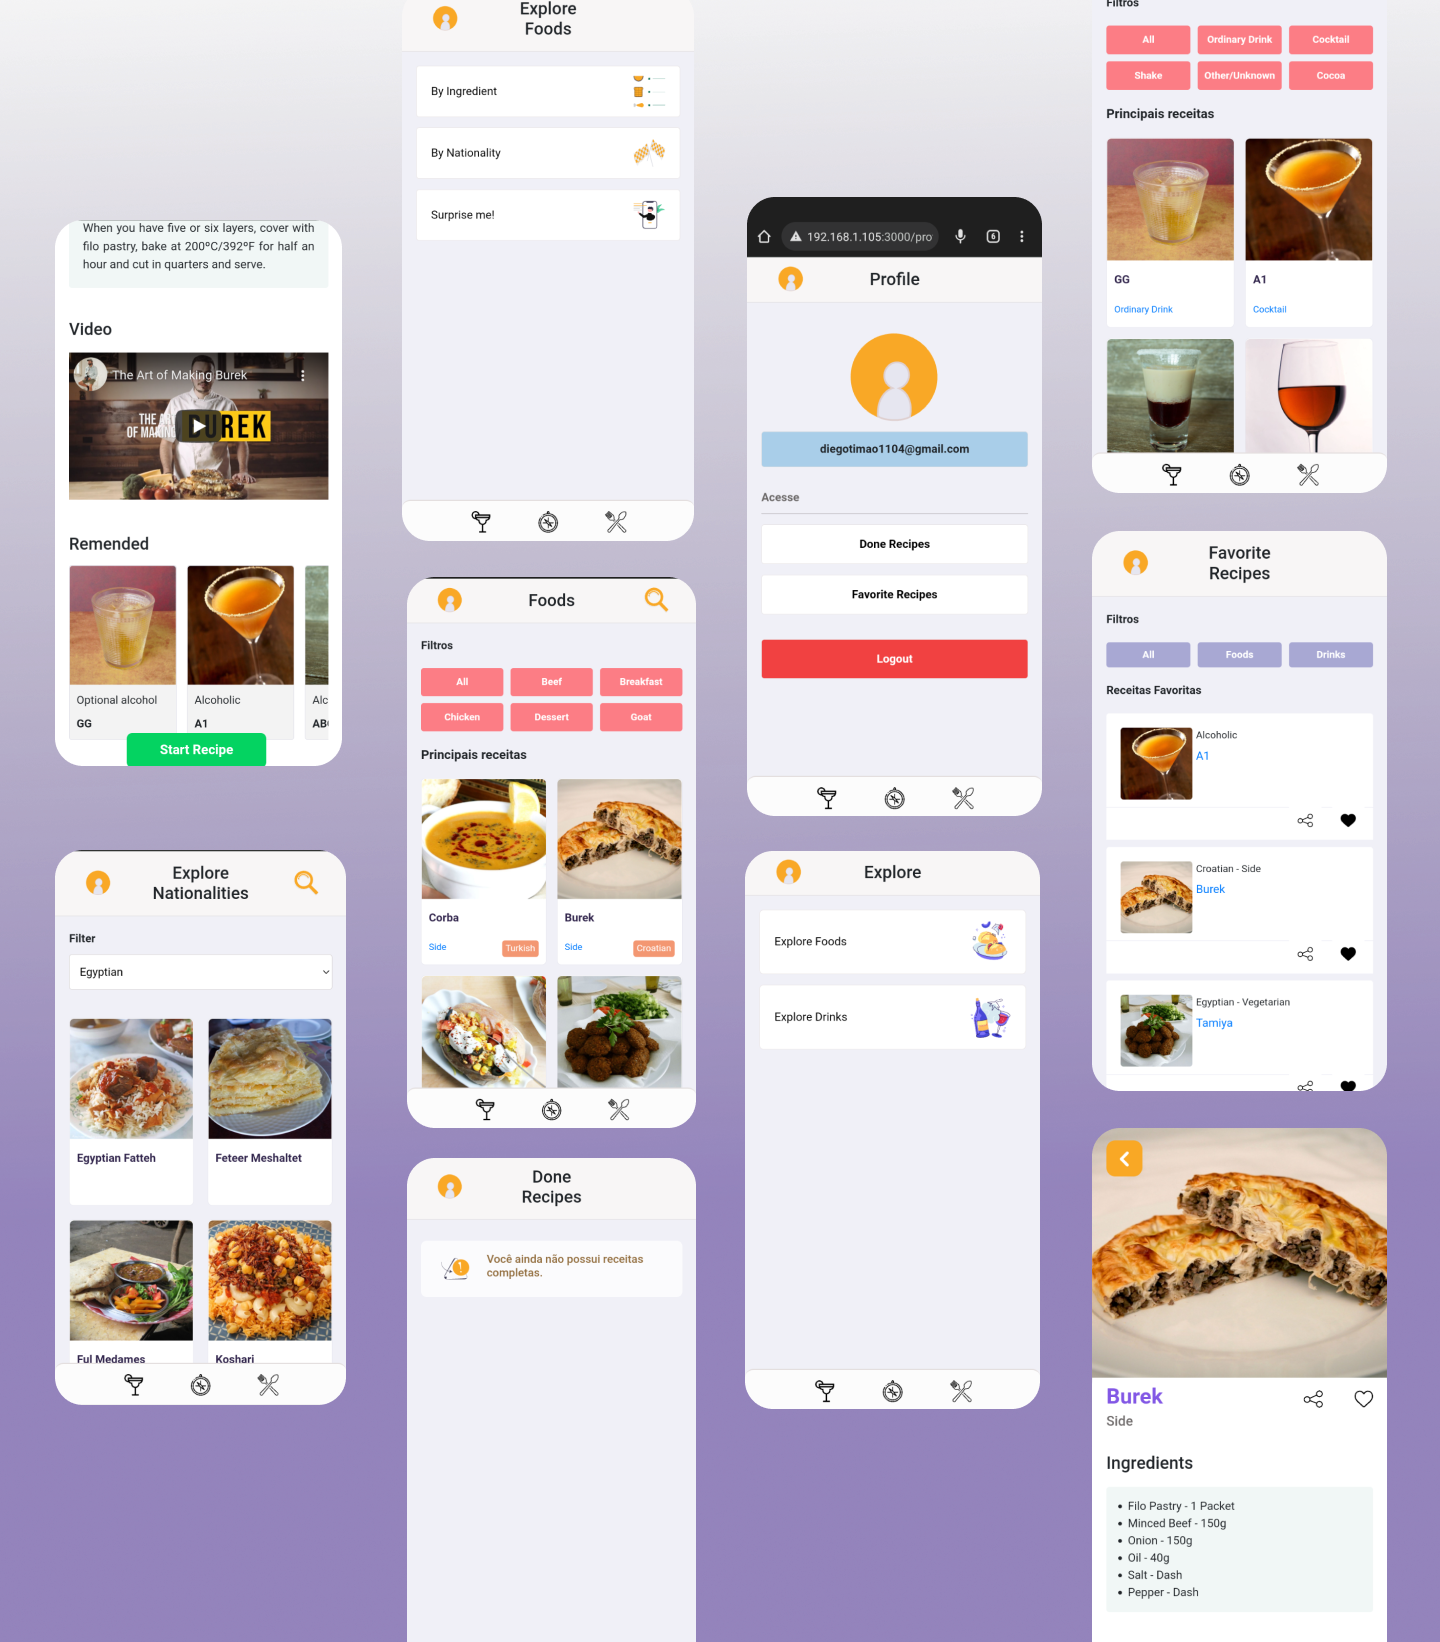 When you have five or six layers, cover with
filo pastry, bake at 200ºC/392ºF for half an
hour and cut in quarters and serve.
Video
The Art of Making Burek
THE ART
OF MAKING
BUREK
Remended
Optional alcohol
GG
Alcoholic
A1
Alc
AB
Start Recipe
Explore
Nationalities
Filter
Egyptian
Egyptian Fatteh
Feteer Meshaltet
Ful Medames
Koshari
Explore
Foods
By Ingredient
By Nationality
Surprise me!
Foods
Filtros
All
Beef
Breakfast
Chicken
Dessert
Goat
Principais receitas
Corba
Side
Turkish
Burek
Side
Croatian
Done
Recipes
Você ainda não possui receitas
completas.
192.168.1.105:3000/pro
6
Profile
diegotimao1104@gmail.com
Acesse
Done Recipes
Favorite Recipes
Logout
Explore
Explore Foods
Explore Drinks
Filtros
All
Ordinary Drink
Cocktail
Shake
Other/Unknown
Cocoa
Principais receitas
GG
Ordinary Drink
A1
Cocktail
Favorite
Recipes
Filtros
All
Foods
Drinks
Receitas Favoritas
Alcoholic
A1
Croatian - Side
Burek
Egyptian - Vegetarian
Tamiya
Burek
Side
Ingredients
• Filo Pastry - 1 Packet
• Minced Beef - 150g
• Onion - 150g
• Oil - 40g
• Salt - Dash
• Pepper - Dash